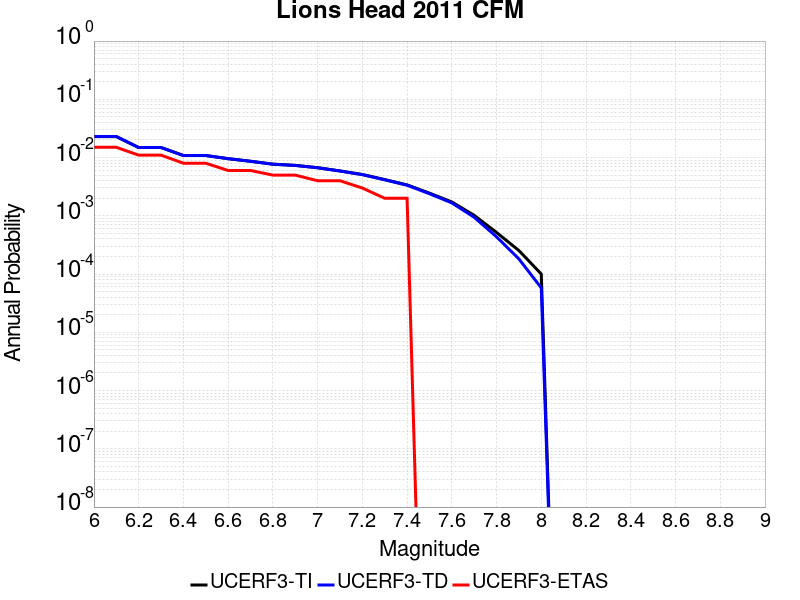 Lions Head 2011 CFM
Annual Probability
10^0
10^-1
10^-2
10^-3
10^-4
10^-5
10^-6
10^-7
10^-8
6 6.2 6.4 6.6 6.8 7 7.2 7.4 7.6 7.8 8 8.2 8.4 8.6 8.8 9
Magnitude
UCERF3-TI UCERF3-TD UCERF3-ETAS